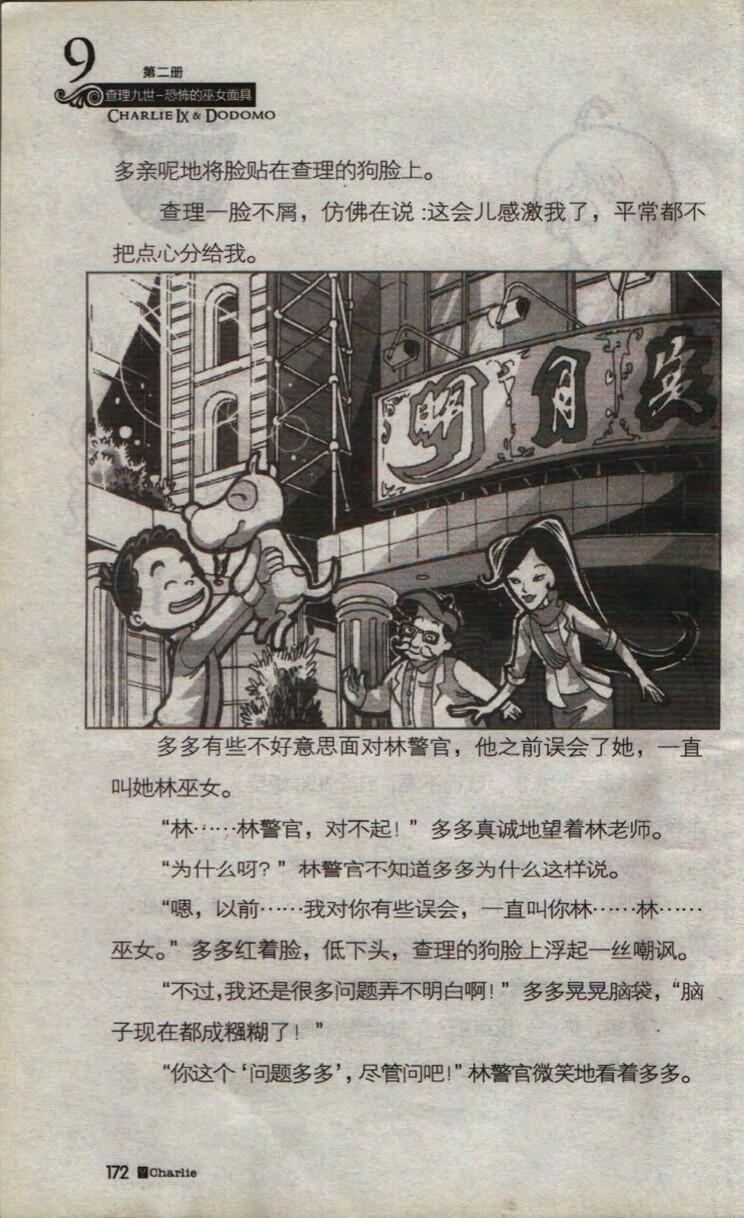 9
第二册
查理九世-恐怖的巫女面具
CHARLIE IX & DODOMO
多亲昵地将脸贴在查理的狗脸上。
查理一脸不屑，仿佛在说:这会儿感激我了，平常都不
把点心分给我。
明月宾
多多有些不好意思面对林警官，他之前误会了她，一直
叫她林巫女。
“林……林警官，对不起！”多多真诚地望着林老师。
“为什么呀？”林警官不知道多多为什么这样说。
“嗯，以前……我对你有些误会，一直叫你林……林……
巫女。”多多红着脸，低下头，查理的狗脸上浮起一丝嘲讽。
“不过，我还是很多问题弄不明白啊！”多多晃晃脑袋，“脑
子现在都成糨糊了！”
“你这个‘问题多多’，尽管问吧！”林警官微笑地看着多多。
172 Charlie